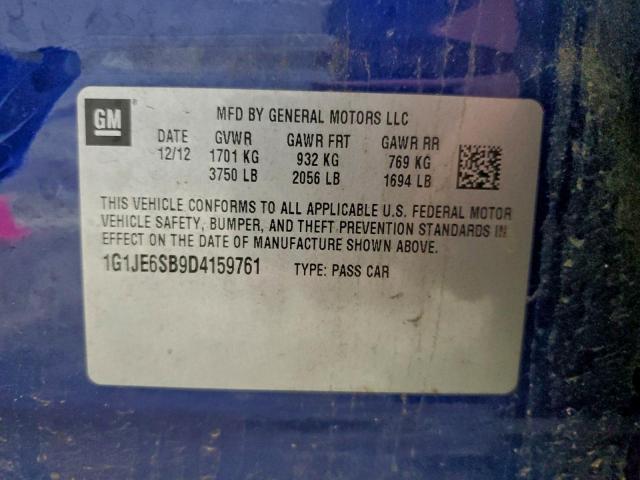 GM MFD BY GENERAL MOTORS LLC
DATE GVWR GAWR FRT GAWR RR
12/12 1701 KG 932 KG 769 KG
3750 LB 2056 LB 1694 LB
THIS VEHICLE CONFORMS TO ALL APPLICABLE U.S. FEDERAL MOTOR
VEHICLE SAFETY, BUMPER, AND THEFT PREVENTION STANDARDS IN
EFFECT ON THE DATE OF MANUFACTURE SHOWN ABOVE.
1G1JE6SB9D4159761 TYPE: PASS CAR